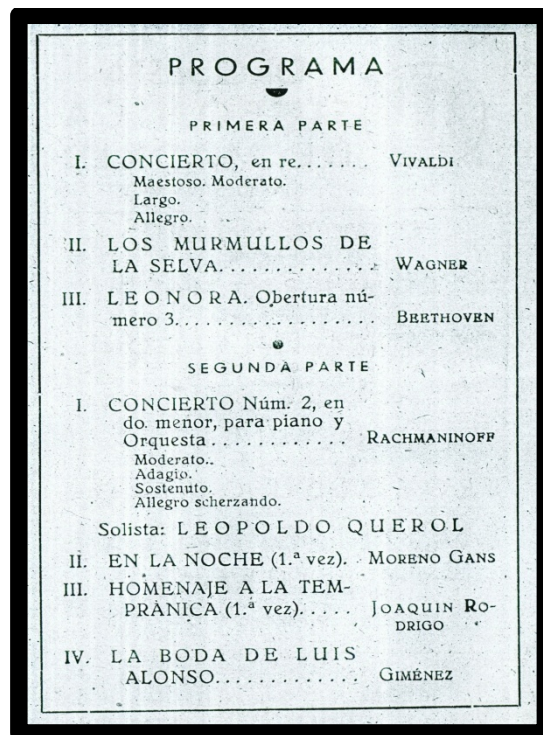 PROGRAMA
PRIMERA PARTE
I. CONCIERTO, en re....... VIVALDI
Maestoso. Moderato.
Largo.
Allegro.
II. LOS MURMULLOS DE
LA SELVA.............. WAGNER
III. LEONORA. Obertura nú-
mero 3.................. BEETHOVEN
SEGUNDA PARTE
I. CONCIERTO Núm. 2, en
do. menor, para piano y
Orquesta............ RACHMANINOFF
Moderato..
Adagio.
Sostenuto.
Allegro scherzando.
Solista: LEOPOLDO QUEROL
II. EN LA NOCHE (1.ª vez). MORENO GANS
III. HOMENAJE A LA TEM-
PRÀNICA (1.ª vez)..... JOAQUIN RO-
DRIGO
IV. LA BODA DE LUIS
ALONSO............. GIMÉNEZ